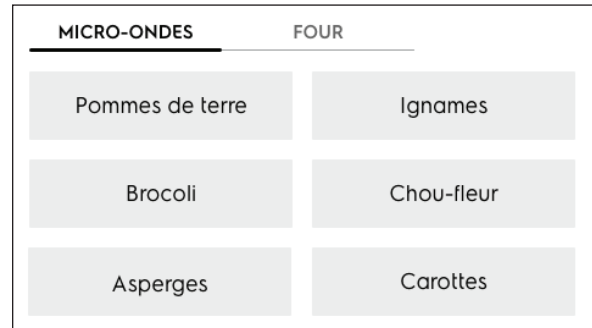 MICRO-ONDES FOUR
Pommes de terre Ignames
Brocoli Chou-fleur
Asperges Carottes